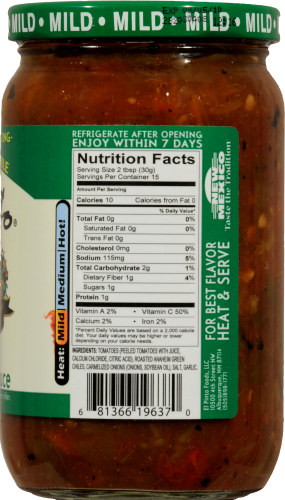 MILD • MILD • MILD • MILD • MILD
EXP
REFRIGERATE AFTER OPENING
ENJOY WITHIN 7 DAYS
Nutrition Facts
Serving Size 2 tbsp (30g)
Servings Per Container 15
Amount Per Serving
Calories 10 Calories from Fat 0
% Daily Value*
Total Fat 0g 0%
Saturated Fat 0g 0%
Trans Fat 0g
Cholesterol 0mg 0%
Sodium 115mg 5%
Total Carbohydrate 2g 1%
Dietary Fiber 1g 4%
Sugars 1g
Protein 1g
Vitamin A 2% • Vitamin C 50%
Calcium 2% • Iron 2%
*Percent Daily Values are based on a 2,000 calorie
diet. Your daily values may be higher or lower
depending on your calorie needs.
INGREDIENTS: TOMATOES (PEELED TOMATOES WITH JUICE,
CALCIUM CHLORIDE, CITRIC ACID), ROASTED ANAHEIM GREEN
CHILES, CARMELIZED ONIONS (ONIONS, SOYBEAN OIL), SALT, GARLIC.
6 81366 19637 0
Heat: Mild Medium Hot!
NEW
MEXICO
Taste the Tradition
FOR BEST FLAVOR
HEAT & SERVE
El Pinto Foods, LLC
10500 4th Street NW
Albuquerque, NM 87114
(505)898-1771